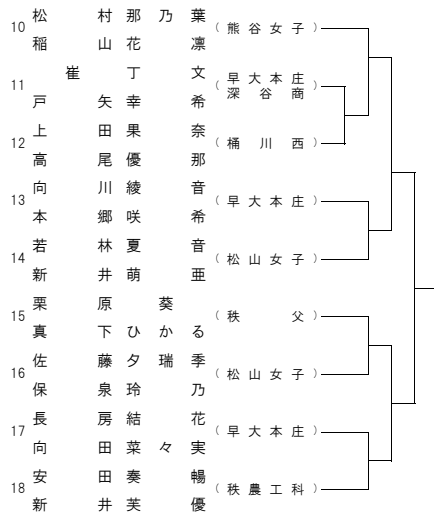 松村那乃葉
10 (熊谷女子)
稲山花凛
崔丁文
11 (早大本庄
深谷商)
戸矢幸希
上田果奈
12 (桶川西)
高尾優那
向川綾音
13 (早大本庄)
本郷咲希
若林夏音
14 (松山女子)
新井萌亜
栗原葵
15 (秩父)
真下ひかる
佐藤夕瑞季
16 (松山女子)
保泉玲乃
長房結花
17 (早大本庄)
向田菜々実
安田奏暢
18 (秩農工科)
新井芙優